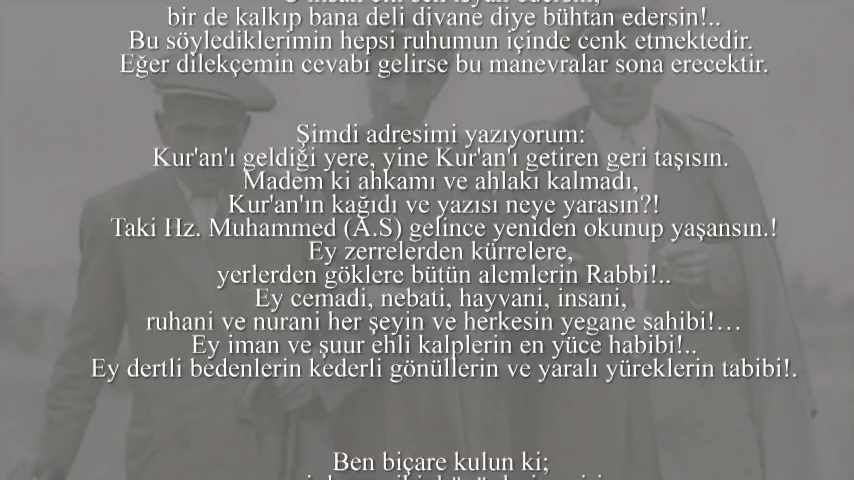 bir de kalkıp bana deli divane diye bühtan edersin!..
Bu söylediklerimin hepsi ruhumun içinde cenk etmektedir.
Eğer dilekçemin cevabı gelirse bu manevralar sona erecektir.
Şimdi adresimi yazıyorum:
Kur'an'ı geldiği yere, yine Kur'an'ı getiren geri taşısın.
Madem ki ahkamı ve ahlakı kalmadı,
Kur'an'ın kağıdı ve yazısı neye yarasın?!
Taki Hz. Muhammed (A.S) gelince yeniden okunup yaşansın.!
Ey zerrelerden kürrelere,
yerlerden göklere bütün alemlerin Rabbi!..
Ey cemadi, nebati, hayvani, insani,
ruhani ve nurani her şeyin ve herkesin yegane sahibi!…
Ey iman ve şuur ehli kalplerin en yüce habibi!..
Ey dertli bedenlerin kederli gönüllerin ve yaralı yüreklerin tabibi!.
Ben biçare kulun ki;